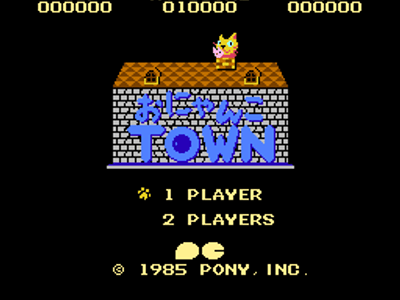 000000 010000 000000
おにゃんこ
TOWN
1 PLAYER
2 PLAYERS
© 1985 PONY, INC.